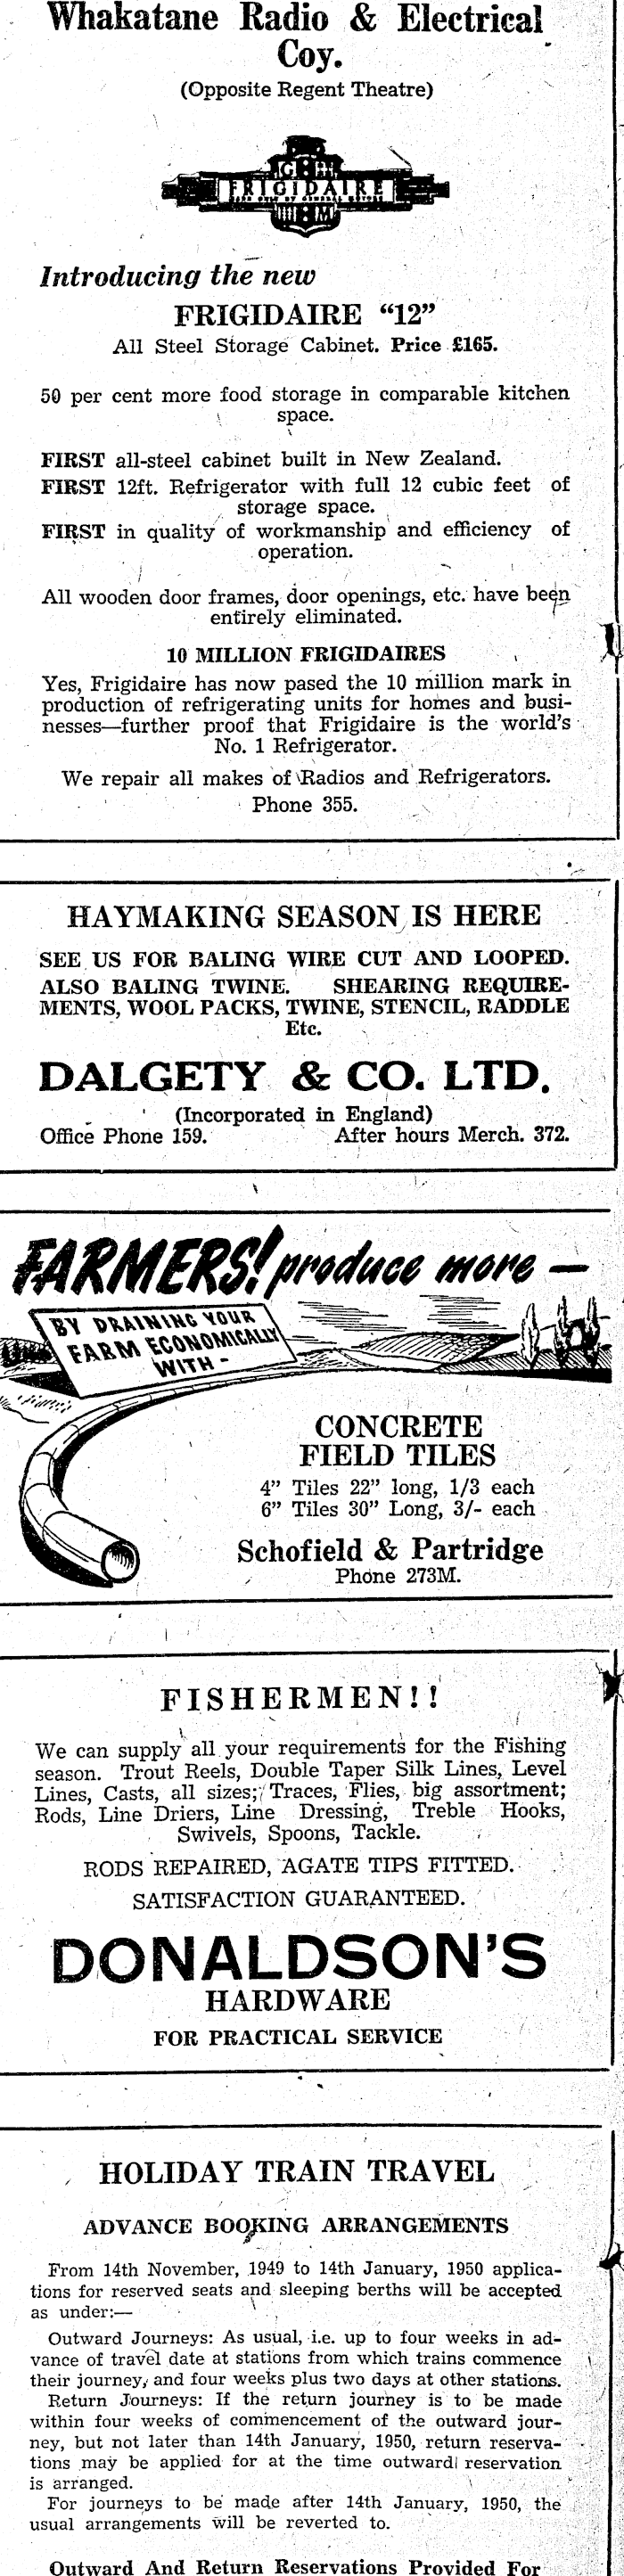 Whakatane Radio & Electrical
Coy.
(Opposite Regent Theatre)
G H
FRIGIDAIRE
MADE ONLY BY GENERAL MOTORS
M
Introducing the new
FRIGIDAIRE “12”
All Steel Storage Cabinet. Price £165.
50 per cent more food storage in comparable kitchen
space.
FIRST all-steel cabinet built in New Zealand.
FIRST 12ft. Refrigerator with full 12 cubic feet of
storage space.
FIRST in quality of workmanship and efficiency of
operation.
All wooden door frames, door openings, etc. have been
entirely eliminated.
10 MILLION FRIGIDAIRES
Yes, Frigidaire has now pased the 10 million mark in
production of refrigerating units for homes and busi-
nesses—further proof that Frigidaire is the world's
No. 1 Refrigerator.
We repair all makes of Radios and Refrigerators.
Phone 355.
HAYMAKING SEASON IS HERE
SEE US FOR BALING WIRE CUT AND LOOPED.
ALSO BALING TWINE. SHEARING REQUIRE-
MENTS, WOOL PACKS, TWINE, STENCIL, RADDLE
Etc.
DALGETY & CO. LTD.
(Incorporated in England)
Office Phone 159. After hours Merch. 372.
FARMERS! produce more —
BY DRAINING YOUR
FARM ECONOMICALLY
WITH -
CONCRETE
FIELD TILES
4” Tiles 22” long, 1/3 each
6” Tiles 30” Long, 3/- each
Schofield & Partridge
Phone 273M.
FISHERMEN!!
We can supply all your requirements for the Fishing
season. Trout Reels, Double Taper Silk Lines, Level
Lines, Casts, all sizes; Traces, Flies, big assortment;
Rods, Line Driers, Line Dressing, Treble Hooks,
Swivels, Spoons, Tackle.
RODS REPAIRED, AGATE TIPS FITTED.
SATISFACTION GUARANTEED.
DONALDSON'S
HARDWARE
FOR PRACTICAL SERVICE
HOLIDAY TRAIN TRAVEL
ADVANCE BOOKING ARRANGEMENTS
From 14th November, 1949 to 14th January, 1950 applica-
tions for reserved seats and sleeping berths will be accepted
as under:—
Outward Journeys: As usual, i.e. up to four weeks in ad-
vance of travel date at stations from which trains commence
their journey, and four weeks plus two days at other stations.
Return Journeys: If the return journey is to be made
within four weeks of commencement of the outward jour-
ney, but not later than 14th January, 1950, return reserva-
tions may be applied for at the time outward reservation
is arranged.
For journeys to be made after 14th January, 1950, the
usual arrangements will be reverted to.
Outward And Return Reservations Provided For